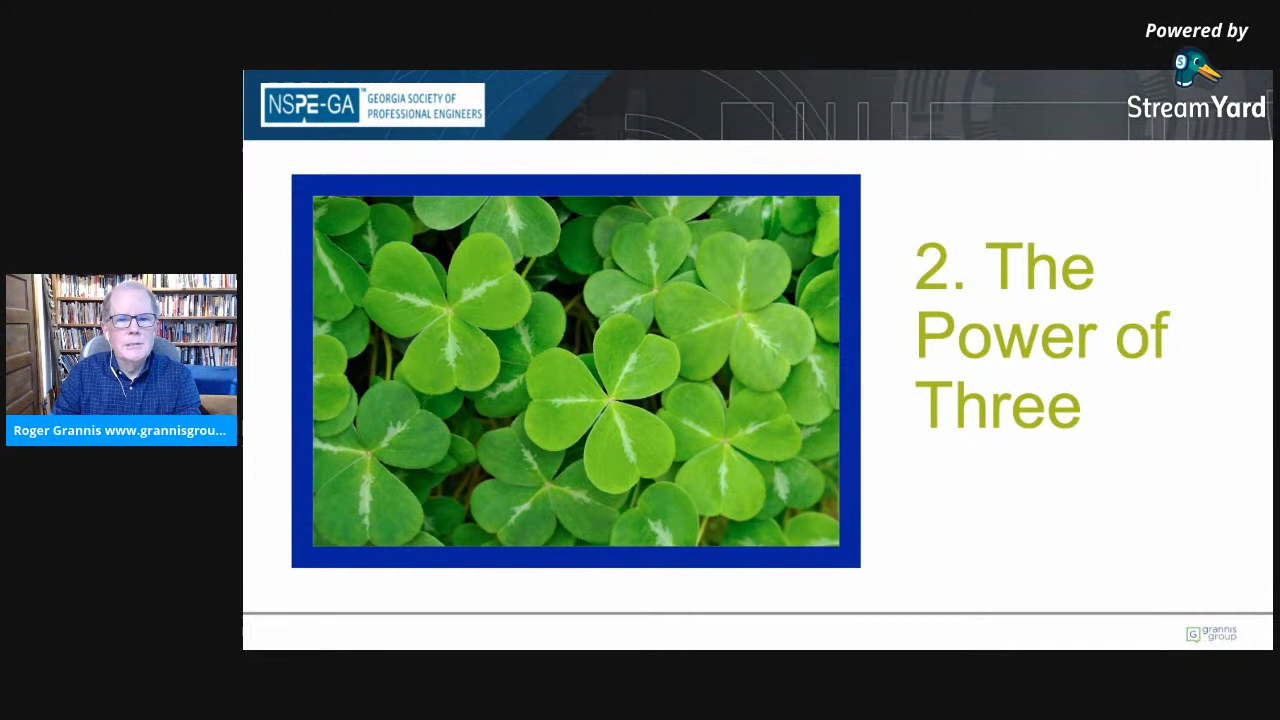 Powered by
StreamYard
NSPE-GA™ GEORGIA SOCIETY OF
PROFESSIONAL ENGINEERS
2. The
Power of
Three
Roger Grannis www.grannisgrou...
G grannis
group